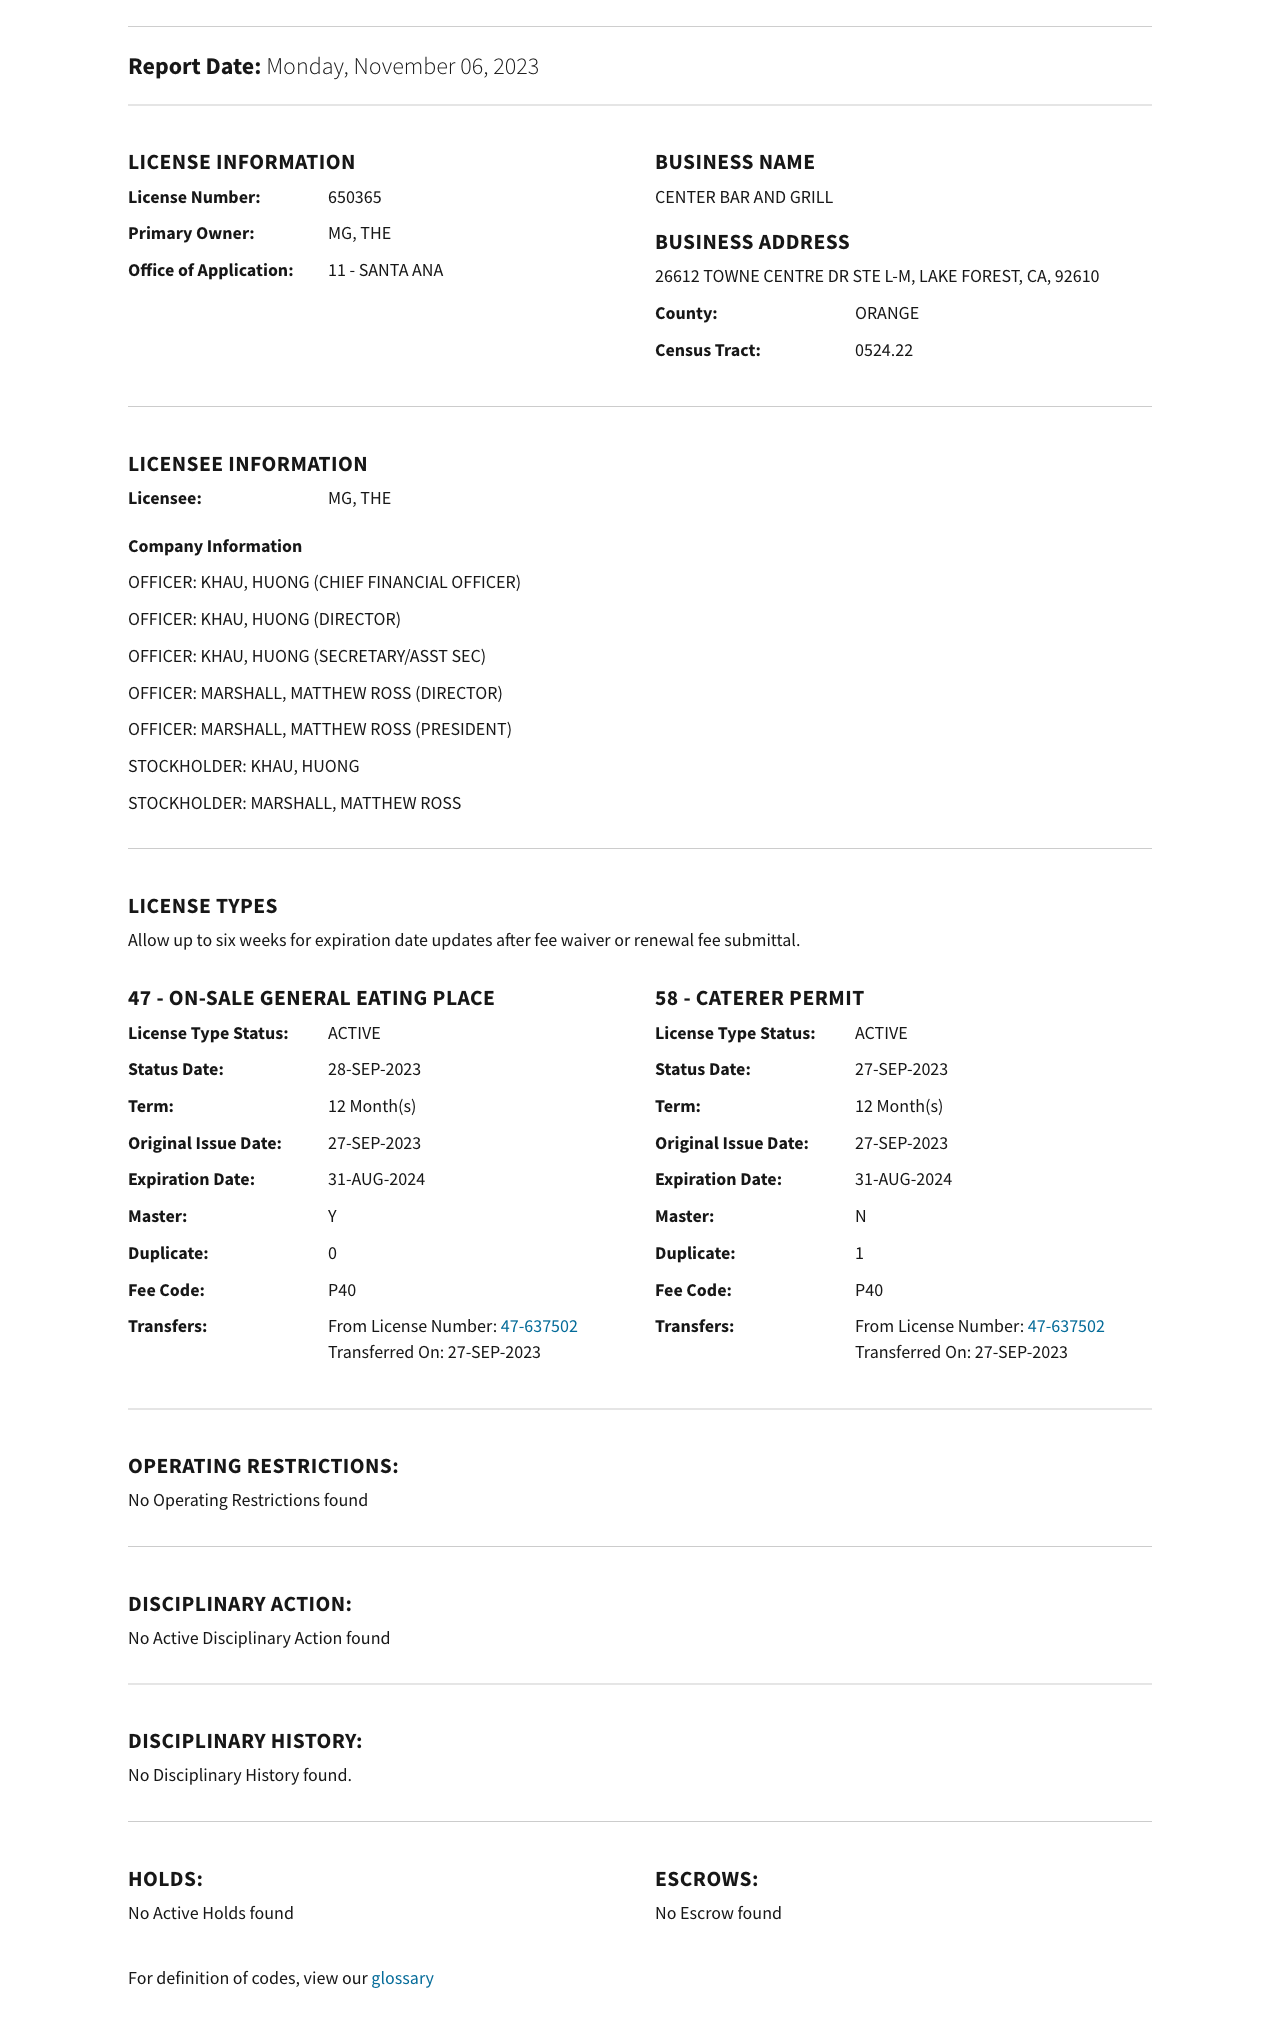 Report Date: Monday, November 06, 2023
LICENSE INFORMATION
License Number: 650365
Primary Owner: MG, THE
Office of Application: 11 - SANTA ANA
BUSINESS NAME
CENTER BAR AND GRILL
BUSINESS ADDRESS
26612 TOWNE CENTRE DR STE L-M, LAKE FOREST, CA, 92610
County: ORANGE
Census Tract: 0524.22
LICENSEE INFORMATION
Licensee: MG, THE
Company Information
OFFICER: KHAU, HUONG (CHIEF FINANCIAL OFFICER)
OFFICER: KHAU, HUONG (DIRECTOR)
OFFICER: KHAU, HUONG (SECRETARY/ASST SEC)
OFFICER: MARSHALL, MATTHEW ROSS (DIRECTOR)
OFFICER: MARSHALL, MATTHEW ROSS (PRESIDENT)
STOCKHOLDER: KHAU, HUONG
STOCKHOLDER: MARSHALL, MATTHEW ROSS
LICENSE TYPES
Allow up to six weeks for expiration date updates after fee waiver or renewal fee submittal.
47 - ON-SALE GENERAL EATING PLACE
License Type Status: ACTIVE
Status Date: 28-SEP-2023
Term: 12 Month(s)
Original Issue Date: 27-SEP-2023
Expiration Date: 31-AUG-2024
Master: Y
Duplicate: 0
Fee Code: P40
Transfers: From License Number: 47-637502
Transferred On: 27-SEP-2023
58 - CATERER PERMIT
License Type Status: ACTIVE
Status Date: 27-SEP-2023
Term: 12 Month(s)
Original Issue Date: 27-SEP-2023
Expiration Date: 31-AUG-2024
Master: N
Duplicate: 1
Fee Code: P40
Transfers: From License Number: 47-637502
Transferred On: 27-SEP-2023
OPERATING RESTRICTIONS:
No Operating Restrictions found
DISCIPLINARY ACTION:
No Active Disciplinary Action found
DISCIPLINARY HISTORY:
No Disciplinary History found.
HOLDS:
No Active Holds found
ESCROWS:
No Escrow found
For definition of codes, view our glossary